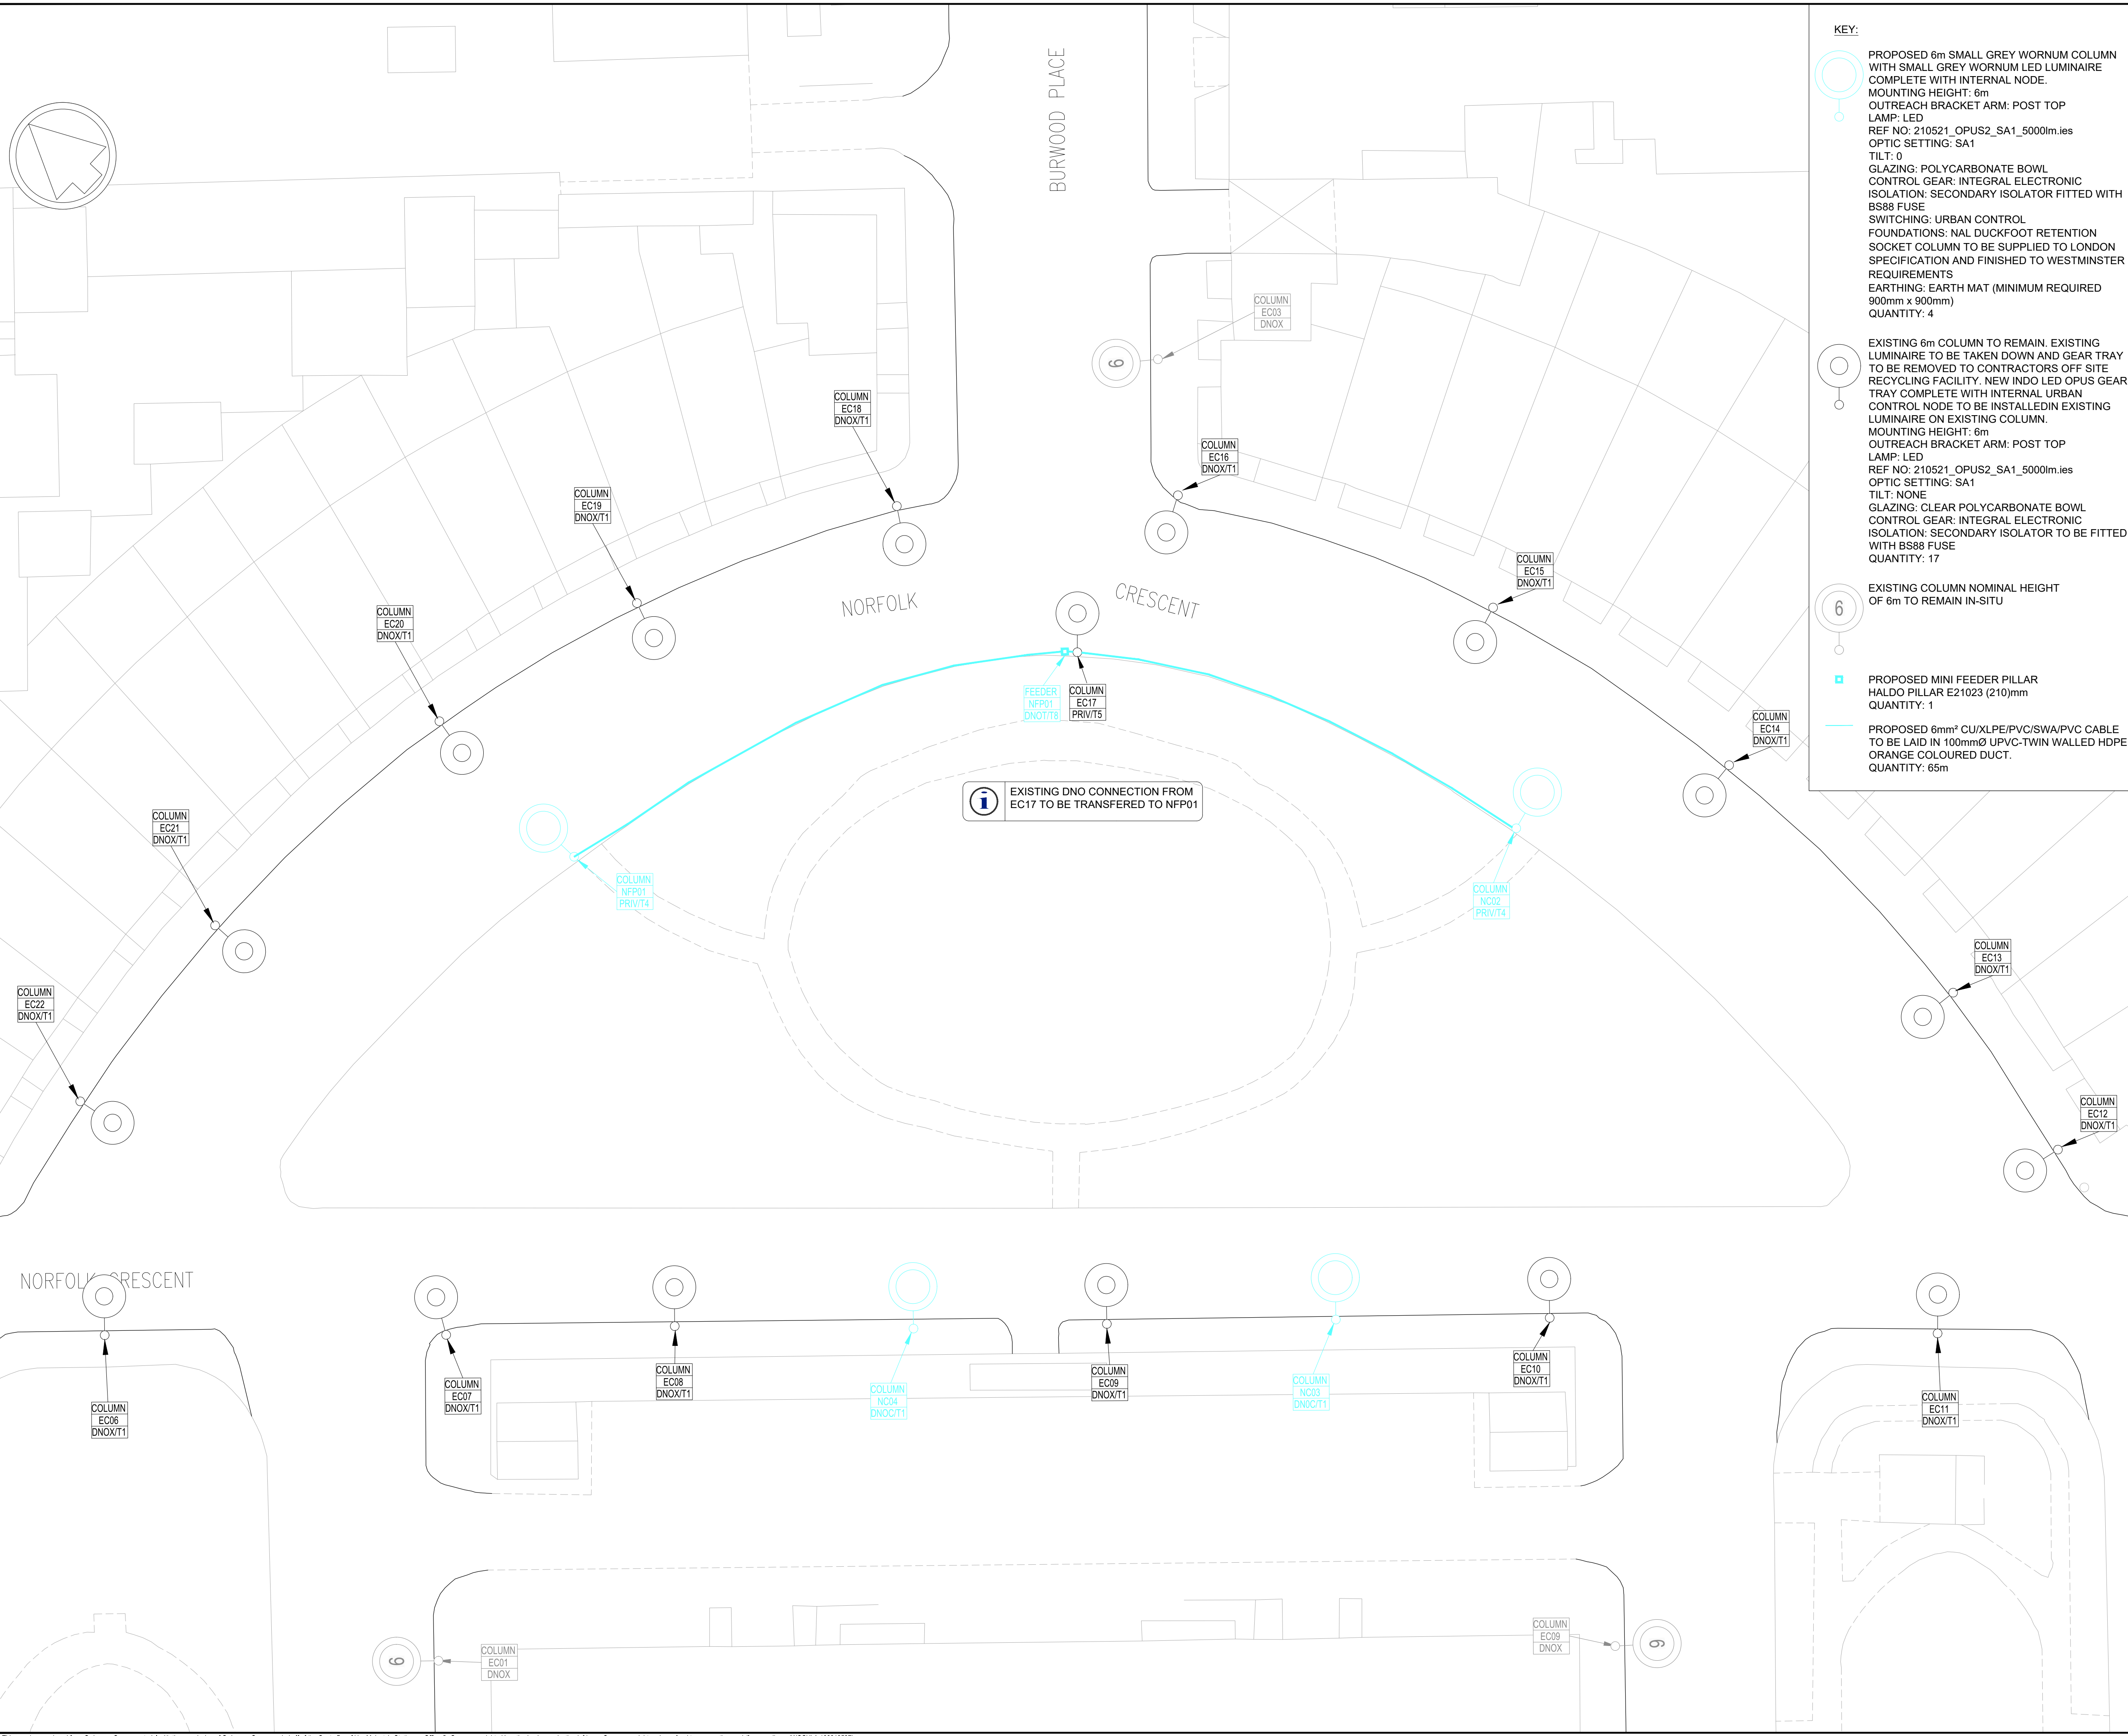 BURWOOD PLACE
COLUMN
EC03
DNOX
COLUMN
EC18
DNOX/T1
COLUMN
EC16
DNOX/T1
COLUMN
EC19
DNOX/T1
COLUMN
EC15
DNOX/T1
COLUMN
EC20
DNOX/T1
NORFOLK CRESCENT
FEEDER
NFP01
DNOT/T6
COLUMN
EC17
PRIV/T5
COLUMN
EC14
DNOX/T1
EXISTING DNO CONNECTION FROM
EC17 TO BE TRANSFERED TO NFP01
COLUMN
EC21
DNOX/T1
COLUMN
NFP01
PRIV/T4
COLUMN
NC02
PRIV/T4
COLUMN
EC13
DNOX/T1
COLUMN
EC22
DNOX/T1
COLUMN
EC12
DNOX/T1
NORFOLK CRESCENT
COLUMN
EC06
DNOX/T1
COLUMN
EC07
DNOX/T1
COLUMN
EC08
DNOX/T1
COLUMN
NC04
DNOC/T1
COLUMN
EC09
DNOX/T1
COLUMN
NC03
DNOC/T1
COLUMN
EC10
DNOX/T1
COLUMN
EC11
DNOX/T1
6
COLUMN
EC01
DNOX
COLUMN
EC09
DNOX
6
6
KEY:
PROPOSED 6m SMALL GREY WORNUM COLUMN
WITH SMALL GREY WORNUM LED LUMINAIRE
COMPLETE WITH INTERNAL NODE.
MOUNTING HEIGHT: 6m
OUTREACH BRACKET ARM: POST TOP
LAMP: LED
REF NO: 210521_OPUS2_SA1_5000lm.ies
OPTIC SETTING: SA1
TILT: 0
GLAZING: POLYCARBONATE BOWL
CONTROL GEAR: INTEGRAL ELECTRONIC
ISOLATION: SECONDARY ISOLATOR FITTED WITH
BS88 FUSE
SWITCHING: URBAN CONTROL
FOUNDATIONS: NAL DUCKFOOT RETENTION
SOCKET COLUMN TO BE SUPPLIED TO LONDON
SPECIFICATION AND FINISHED TO WESTMINSTER
REQUIREMENTS
EARTHING: EARTH MAT (MINIMUM REQUIRED
900mm x 900mm)
QUANTITY: 4
EXISTING 6m COLUMN TO REMAIN. EXISTING
LUMINAIRE TO BE TAKEN DOWN AND GEAR TRAY
TO BE REMOVED TO CONTRACTORS OFF SITE
RECYCLING FACILITY. NEW INDO LED OPUS GEAR
TRAY COMPLETE WITH INTERNAL URBAN
CONTROL NODE TO BE INSTALLEDIN EXISTING
LUMINAIRE ON EXISTING COLUMN.
MOUNTING HEIGHT: 6m
OUTREACH BRACKET ARM: POST TOP
LAMP: LED
REF NO: 210521_OPUS2_SA1_5000lm.ies
OPTIC SETTING: SA1
TILT: NONE
GLAZING: CLEAR POLYCARBONATE BOWL
CONTROL GEAR: INTEGRAL ELECTRONIC
ISOLATION: SECONDARY ISOLATOR TO BE FITTED
WITH BS88 FUSE
QUANTITY: 17
6
EXISTING COLUMN NOMINAL HEIGHT
OF 6m TO REMAIN IN-SITU
PROPOSED MINI FEEDER PILLAR
HALDO PILLAR E21023 (210)mm
QUANTITY: 1
PROPOSED 6mm² CU/XLPE/PVC/SWA/PVC CABLE
TO BE LAID IN 100mmØ UPVC-TWIN WALLED HDPE
ORANGE COLOURED DUCT.
QUANTITY: 65m